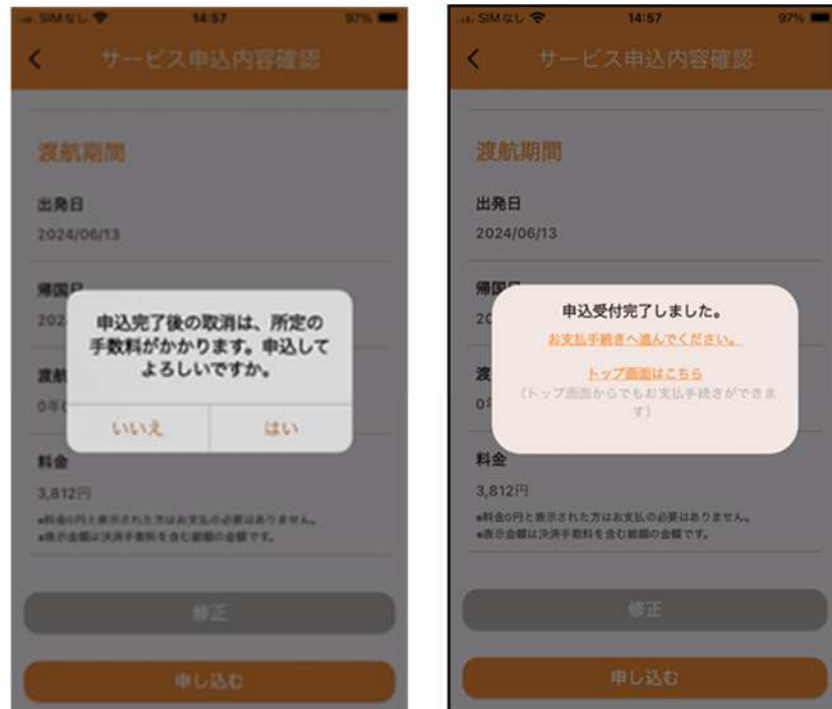 SIMなし 14:57 97%
サービス申込内容確認
渡航期間
出発日
2024/06/13
帰国日
202
申込完了後の取消は、所定の
手数料がかかります。申込して
よろしいですか。
渡航
0年
いいえ はい
料金
3,812円
●料金0円と表示された方はお支払の必要はありません。
●表示金額は決済手数料を含む総額の金額です。
修正
申し込む
SIMなし 14:57 97%
サービス申込内容確認
渡航期間
出発日
2024/06/13
帰国
20
申込受付完了しました。
お支払手続きへ進んでください。
渡
トップ画面はこちら
0年
(トップ画面からでもお支払手続きができま
す)
料金
3,812円
●料金0円と表示された方はお支払の必要はありません。
●表示金額は決済手数料を含む総額の金額です。
修正
申し込む